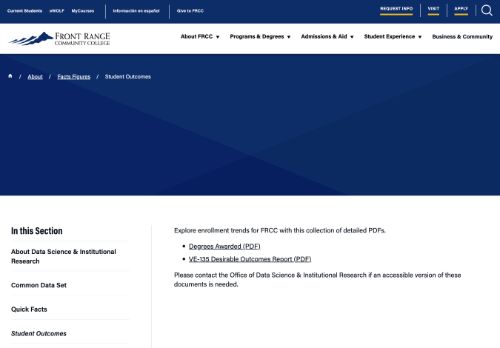 Current Students eWOLF MyCourses Información en español Give to FRCC REQUEST INFO VISIT APPLY
FRONT RANGE
COMMUNITY COLLEGE
About FRCC ▼ Programs & Degrees ▼ Admissions & Aid ▼ Student Experience ▼ Business & Community
/ About / Facts Figures / Student Outcomes
In this Section
About Data Science & Institutional
Research
Common Data Set
Quick Facts
Student Outcomes
Explore enrollment trends for FRCC with this collection of detailed PDFs.
• Degrees Awarded (PDF)
• VE-135 Desirable Outcomes Report (PDF)
Please contact the Office of Data Science & Institutional Research if an accessible version of these
documents is needed.